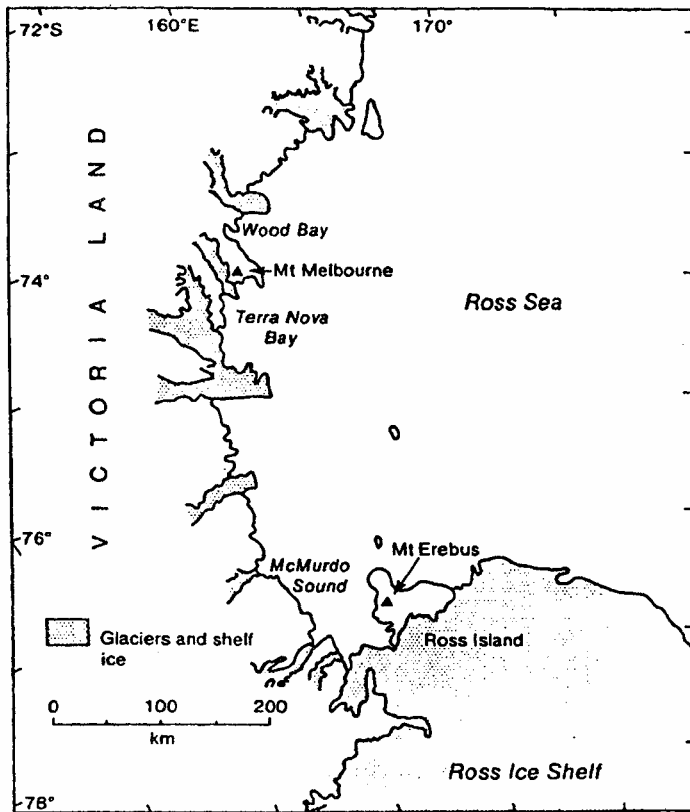 72°S
160°E
170°
VICTORIA LAND
Wood Bay
Mt Melbourne
74°
Ross Sea
Terra Nova
Bay
76°
Mt Erebus
McMurdo
Sound
Glaciers and shelf
ice
Ross Island
0 100 200
km
Ross Ice Shelf
78°